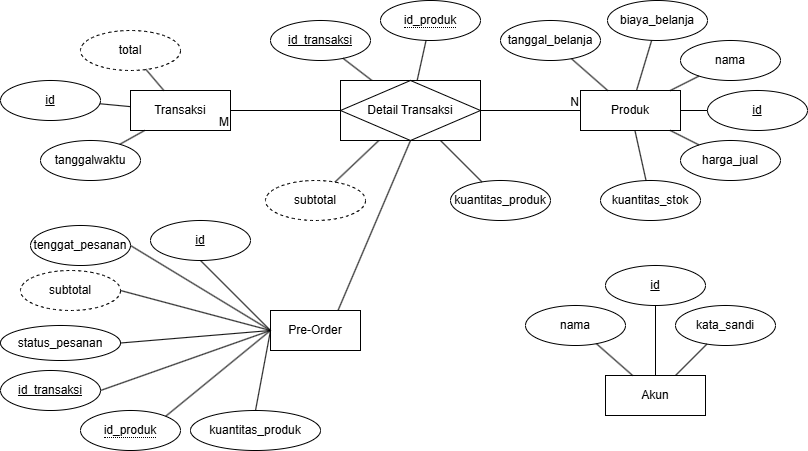 id_produk
biaya_belanja
id_transaksi
tanggal_belanja
total
nama
id
Transaksi
M
Detail Transaksi
N
Produk
id
tanggalwaktu
harga_jual
subtotal
kuantitas_produk
kuantitas_stok
tenggat_pesanan
id
subtotal
id
Pre-Order
nama
kata_sandi
status_pesanan
id_transaksi
Akun
id_produk
kuantitas_produk